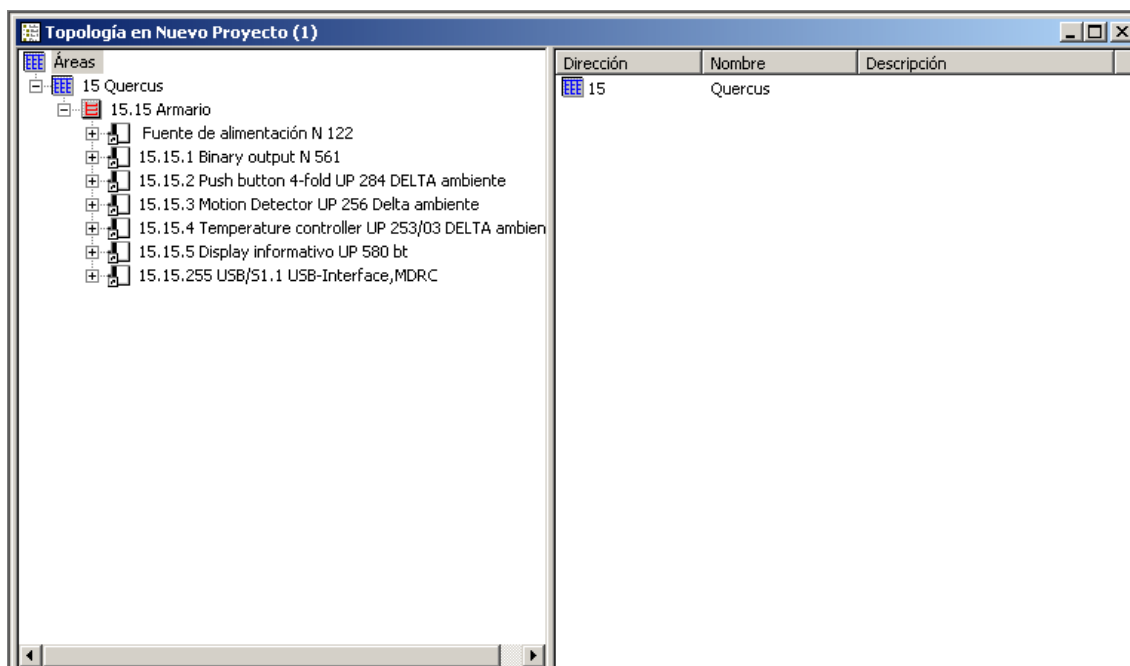 Topología en Nuevo Proyecto (1)
Áreas
15 Quercus
15.15 Armario
Fuente de alimentación N 122
15.15.1 Binary output N 561
15.15.2 Push button 4-fold UP 284 DELTA ambiente
15.15.3 Motion Detector UP 256 Delta ambiente
15.15.4 Temperature controller UP 253/03 DELTA ambien
15.15.5 Display informativo UP 580 bt
15.15.255 USB/S1.1 USB-Interface,MDRC
Dirección Nombre Descripción
15 Quercus